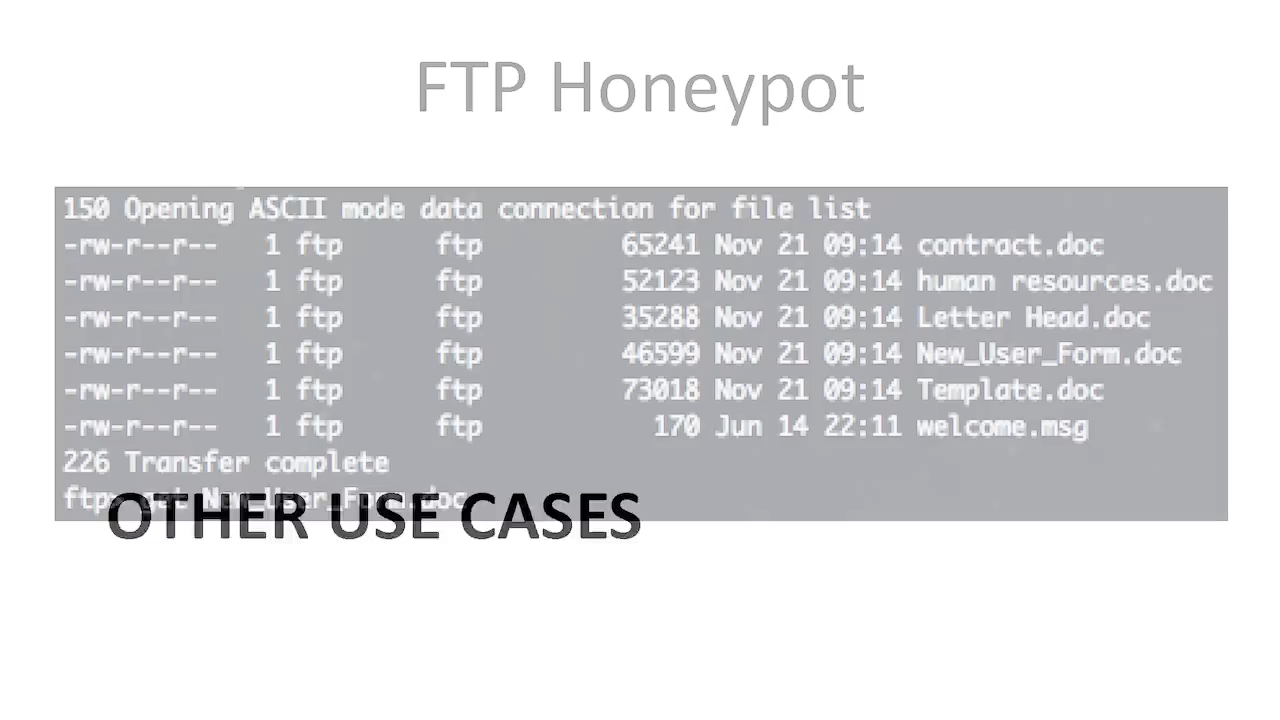 FTP Honeypot
150 Opening ASCII mode data connection for file list
-rw-r--r-- 1 ftp ftp 65241 Nov 21 09:14 contract.doc
-rw-r--r-- 1 ftp ftp 52123 Nov 21 09:14 human resources.doc
-rw-r--r-- 1 ftp ftp 35288 Nov 21 09:14 Letter Head.doc
-rw-r--r-- 1 ftp ftp 46599 Nov 21 09:14 New_User_Form.doc
-rw-r--r-- 1 ftp ftp 73018 Nov 21 09:14 Template.doc
-rw-r--r-- 1 ftp ftp 170 Jun 14 22:11 welcome.msg
226 Transfer complete
ftp> get New_User_Form.doc
OTHER USE CASES